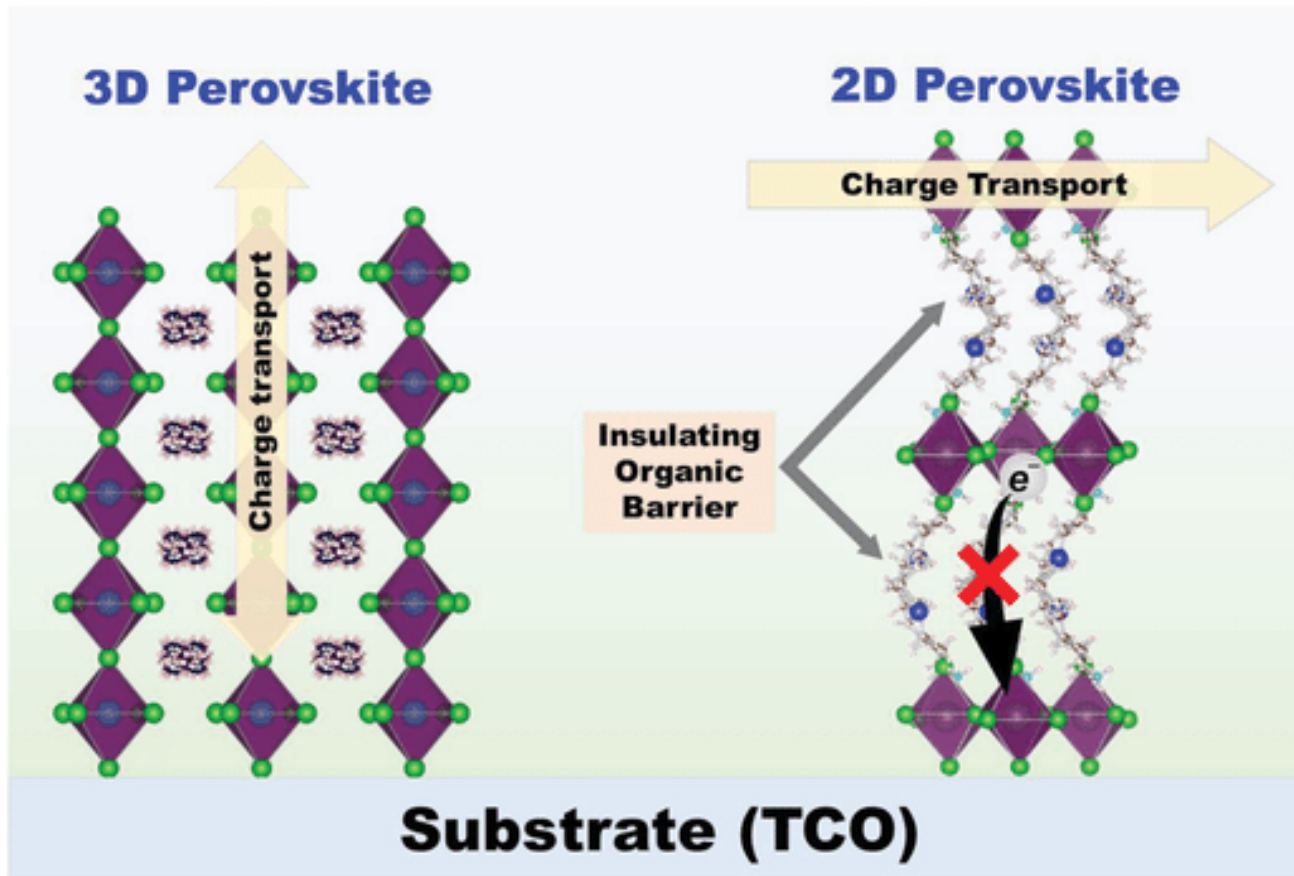 3D Perovskite
2D Perovskite
Charge transport
Charge Transport
Insulating
Organic
Barrier
e⁻
Substrate (TCO)